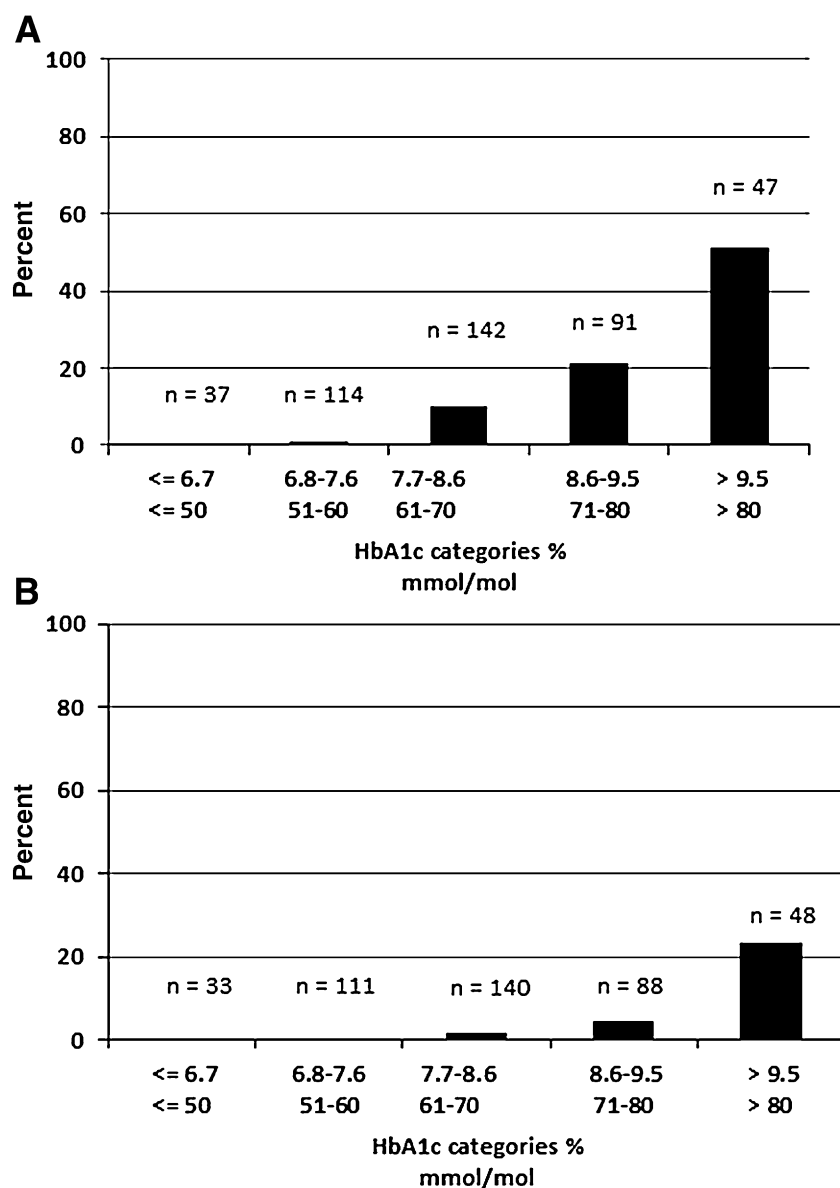 A
100
80
60
40
20
0
Percent
n = 37
n = 114
n = 142
n = 91
n = 47
<= 6.7 6.8-7.6 7.7-8.6 8.6-9.5 > 9.5
<= 50 51-60 61-70 71-80 > 80
HbA1c categories %
mmol/mol
B
100
80
60
40
20
0
Percent
n = 33
n = 111
n = 140
n = 88
n = 48
<= 6.7 6.8-7.6 7.7-8.6 8.6-9.5 > 9.5
<= 50 51-60 61-70 71-80 > 80
HbA1c categories %
mmol/mol